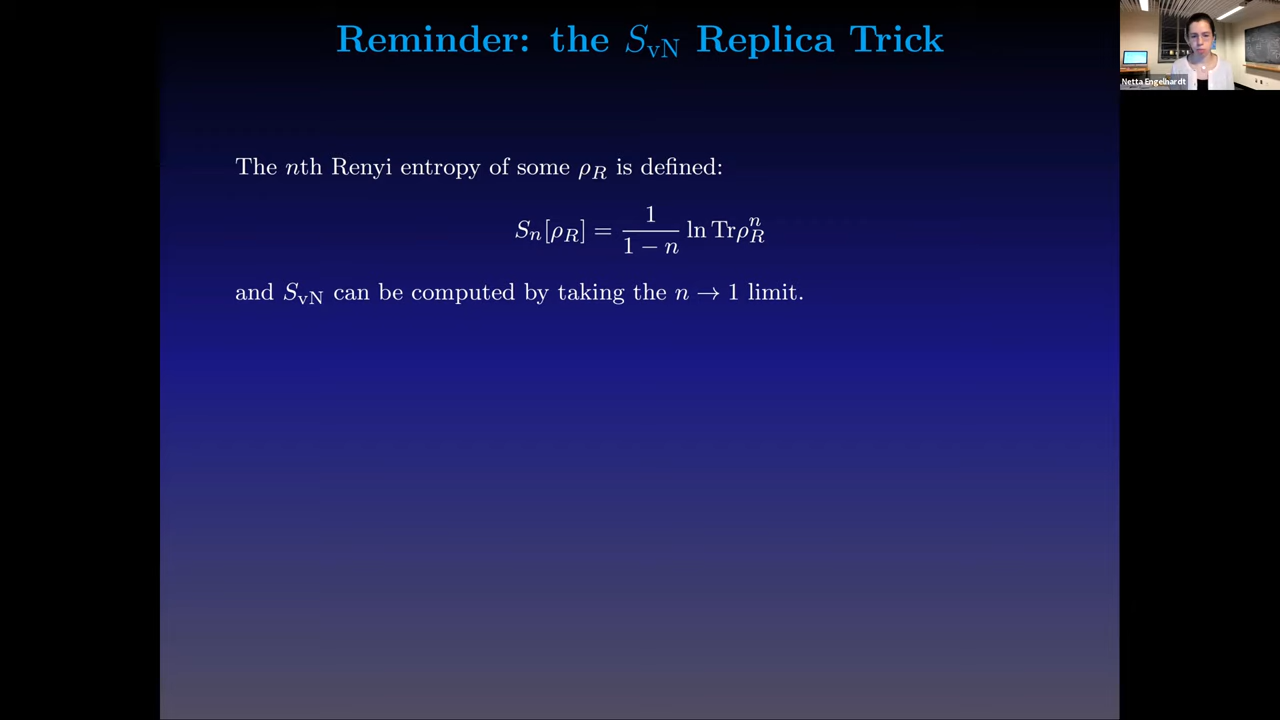 Reminder: the S_vN Replica Trick
Netta Engelhardt
The nth Renyi entropy of some ρ_R is defined:
S_n[ρ_R] = \frac{1}{1 − n} ln Trρ_R^n
and S_vN can be computed by taking the n → 1 limit.